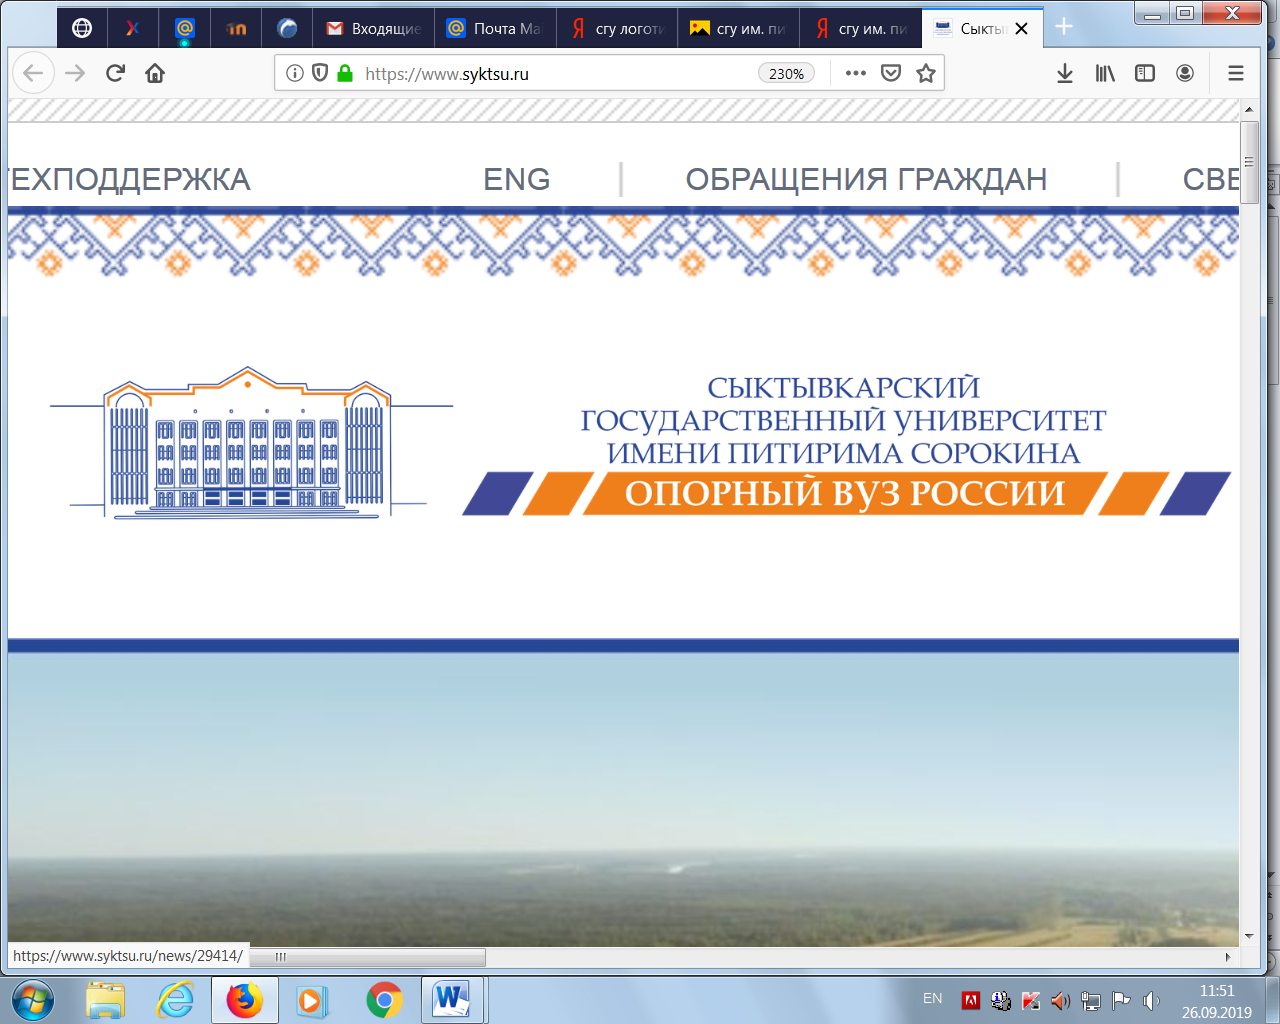 Входящие
Почта Ма
сгу логоти
сгу им. пи
сгу им. пи
Сыктыв
https://www.syktsu.ru
230%
ТЕХПОДДЕРЖКА
ENG
ОБРАЩЕНИЯ ГРАЖДАН
СВЕ
СЫКТЫВКАРСКИЙ
ГОСУДАРСТВЕННЫЙ УНИВЕРСИТЕТ
ИМЕНИ ПИТИРИМА СОРОКИНА
ОПОРНЫЙ ВУЗ РОССИИ
https://www.syktsu.ru/news/29414/
EN
11:51
26.09.2019